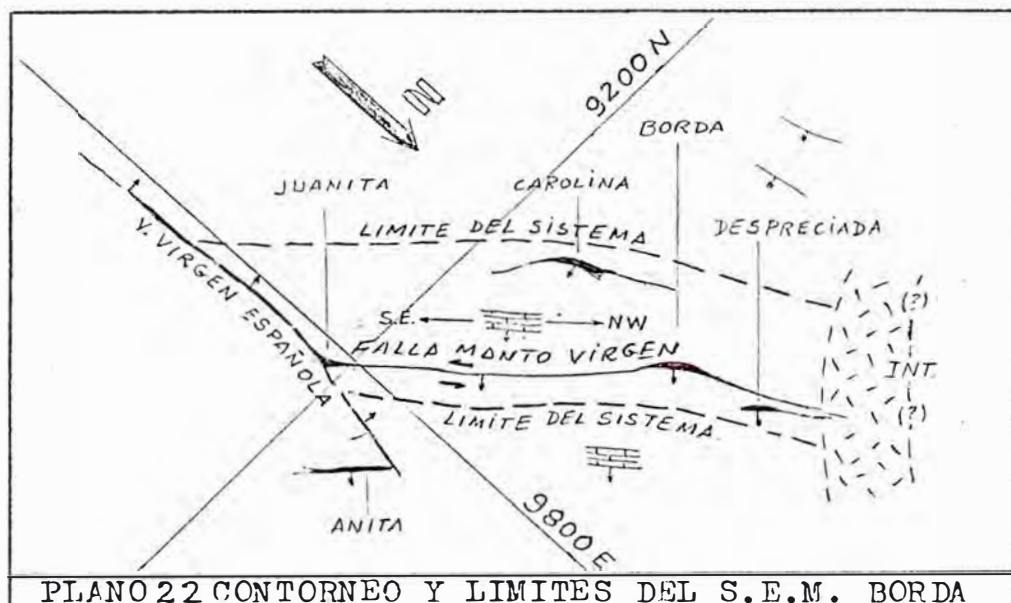 N
9200 N
BORDA
JUANITA
CAROLINA
DESPRECIADA
LIMITE DEL SISTEMA
V. VIRGEN ESPAÑOLA
(?)
S.E.
NW
FALLA MANTO VIRGEN
INT.
(?)
LIMITE DEL SISTEMA
ANITA
9800 E
PLANO 22 CONTORNEO Y LIMITES DEL S.E.M. BORDA